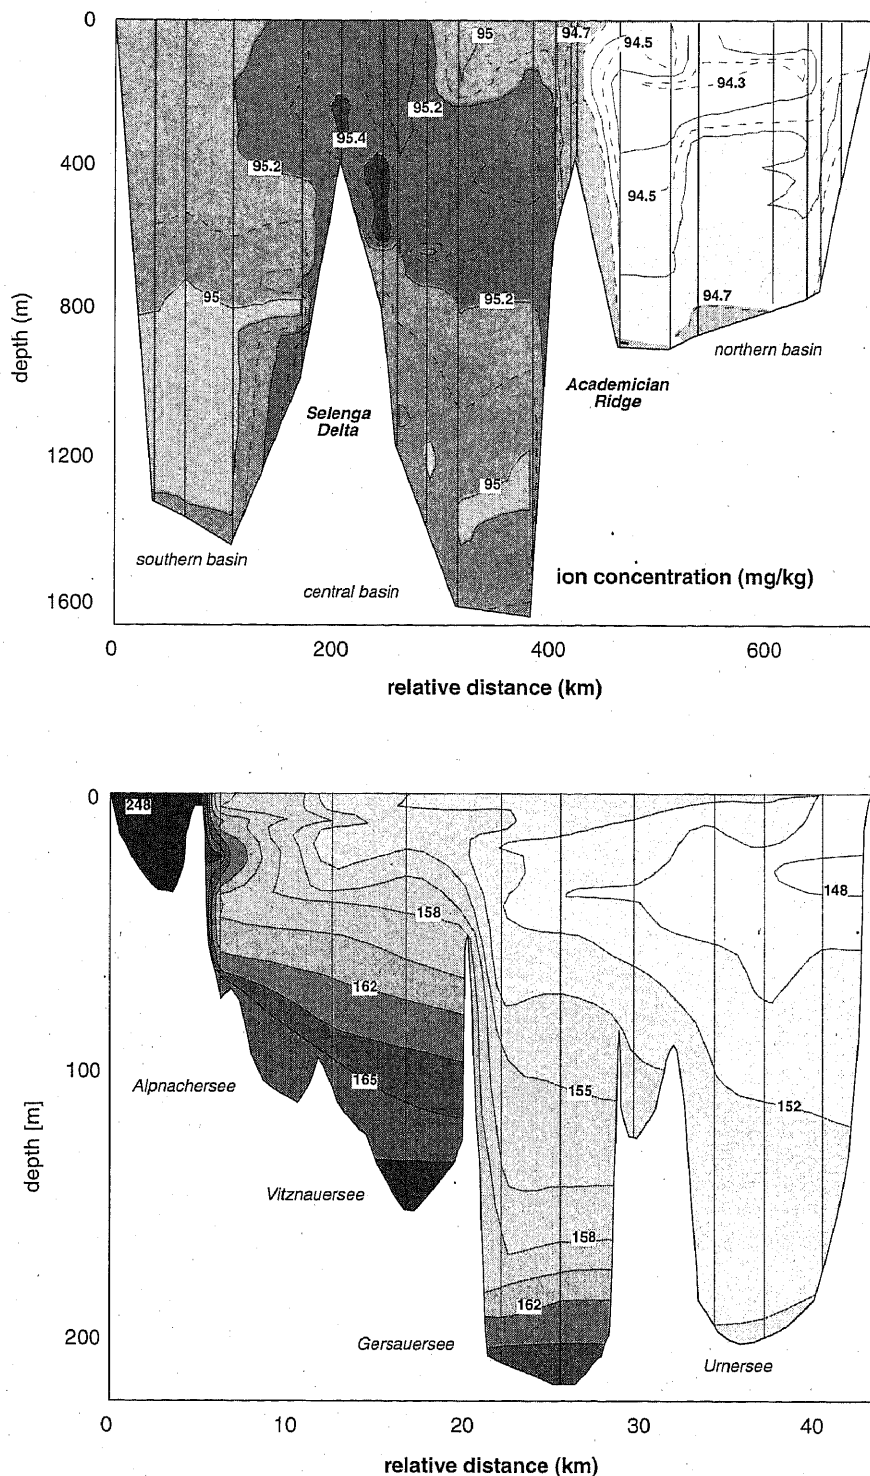 0
95
94.7
94.5
94.3
95.2
95.4
400
95.2
94.5
800
95
95.2
94.7
northern basin
depth (m)
Academician
Ridge
Selenga
Delta
1200
95
southern basin
central basin
ion concentration (mg/kg)
1600
0
200
400
600
relative distance (km)
0
248
148
158
162
100
165
155
152
Alpnachersee
depth [m]
Vitznauersee
158
162
200
Gersauersee
Urnersee
0
10
20
30
40
relative distance (km)